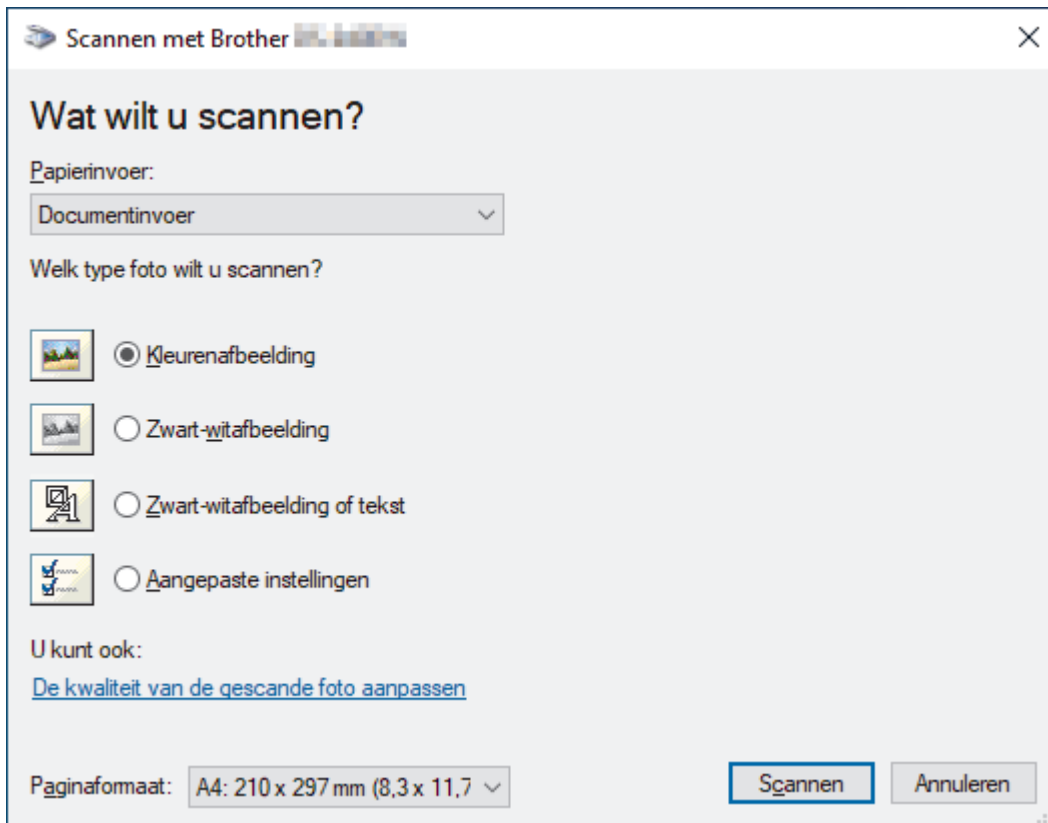 Scannen met Brother
Wat wilt u scannen?
Papierinvoer:
Documentinvoer
Welk type foto wilt u scannen?
Kleurenafbeelding
Zwart-witafbeelding
Zwart-witafbeelding of tekst
Aangepaste instellingen
U kunt ook:
De kwaliteit van de gescande foto aanpassen
Paginaformaat: A4: 210 x 297 mm (8,3 x 11,7 Scannen Annuleren